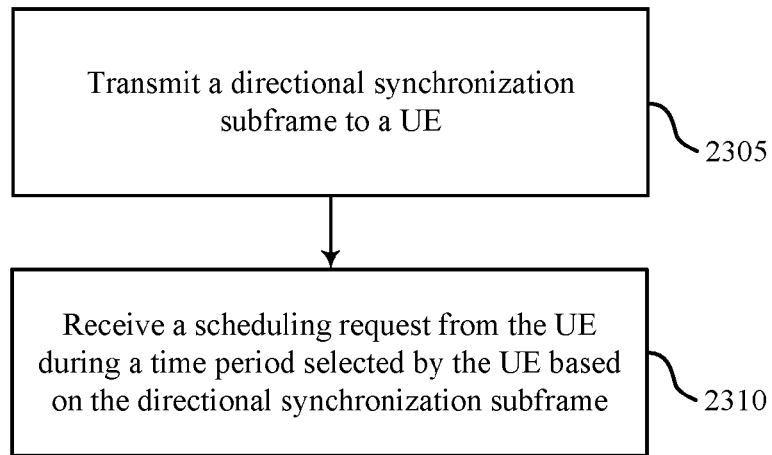 Transmit a directional synchronization
subframe to a UE
2305
Receive a scheduling request from the UE
during a time period selected by the UE based
on the directional synchronization subframe
2310